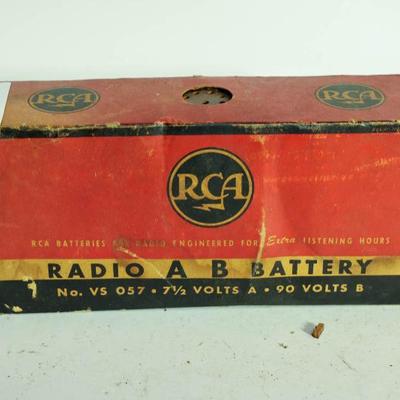 RCA RCA
RCA
RCA BATTERIES FOR RADIO ENGINEERED FOR Extra LISTENING HOURS
RADIO A B BATTERY
No. VS 057 • 7½ VOLTS A • 90 VOLTS B